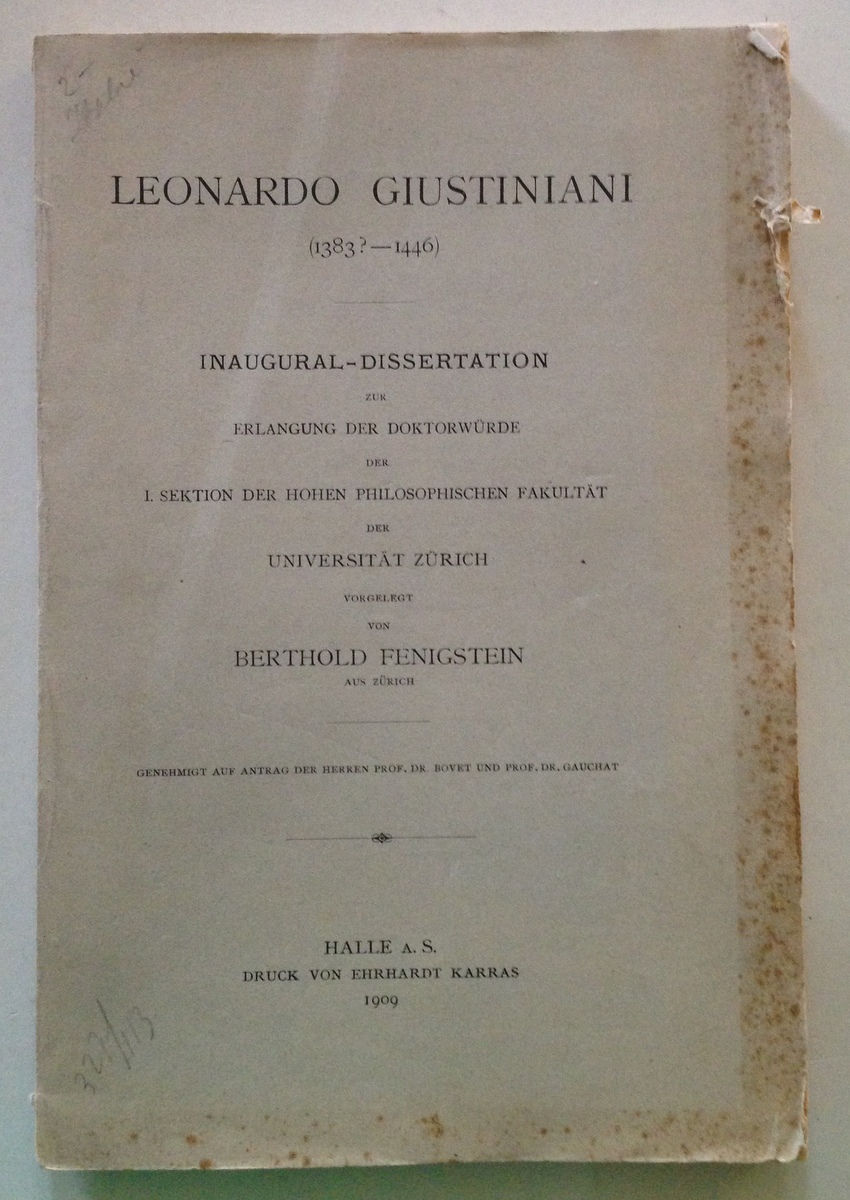 2-
LEONARDO GIUSTINIANI
(1383?—1446)
INAUGURAL-DISSERTATION
ZUR
ERLANGUNG DER DOKTORWÜRDE
DER
I. SEKTION DER HOHEN PHILOSOPHISCHEN FAKULTÄT
DER
UNIVERSITÄT ZÜRICH
VORGELEGT
VON
BERTHOLD FENIGSTEIN
AUS ZÜRICH
GENEHMIGT AUF ANTRAG DER HERREN PROF. DR. BOVET UND PROF. DR. GAUCHAT
HALLE A. S.
DRUCK VON EHRHARDT KARRAS
1909